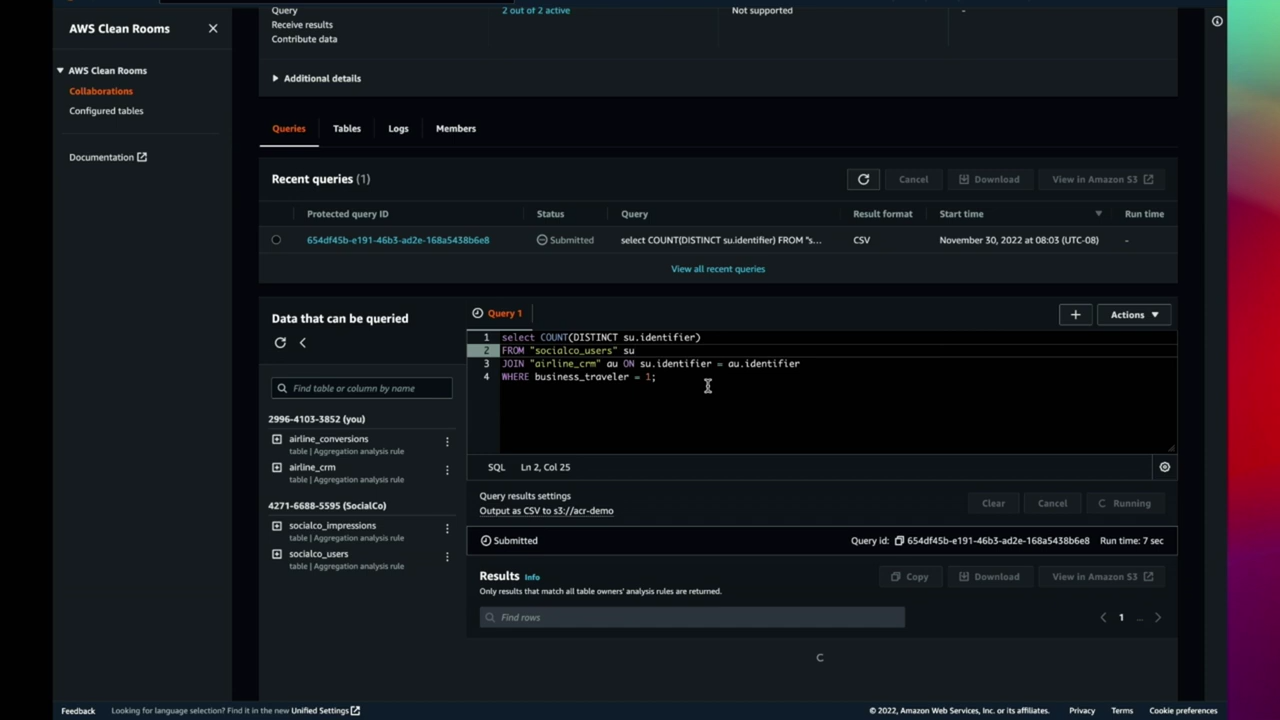 AWS Clean Rooms
AWS Clean Rooms
Collaborations
Configured tables
Documentation
Query
Receive results
Contribute data
2 out of 2 active
Not supported
-
Additional details
Queries Tables Logs Members
Recent queries (1)
Cancel Download View in Amazon S3
Protected query ID Status Query Result format Start time Run time
654df45b-e191-46b3-ad2e-168a5438b6e8 Submitted select COUNT(DISTINCT su.identifier) FROM "s... CSV November 30, 2022 at 08:03 (UTC-08) -
View all recent queries
Data that can be queried
Find table or column by name
2996-4103-3852 (you)
airline_conversions
table | Aggregation analysis rule
airline_crm
table | Aggregation analysis rule
4271-6688-5595 (SocialCo)
socialco_impressions
table | Aggregation analysis rule
socialco_users
table | Aggregation analysis rule
Query 1
Actions
1 select COUNT(DISTINCT su.identifier)
2 FROM "socialco_users" su
3 JOIN "airline_crm" au ON su.identifier = au.identifier
4 WHERE business_traveler = 1;
SQL Ln 2, Col 25
Query results settings
Output as CSV to s3://acr-demo
Clear Cancel Running
Submitted
Query id: 654df45b-e191-46b3-ad2e-168a5438b6e8 Run time: 7 sec
Results Info
Only results that match all table owners' analysis rules are returned.
Copy Download View in Amazon S3
Find rows
1 ...
Feedback Looking for language selection? Find it in the new Unified Settings
© 2022, Amazon Web Services, Inc. or its affiliates. Privacy Terms Cookie preferences